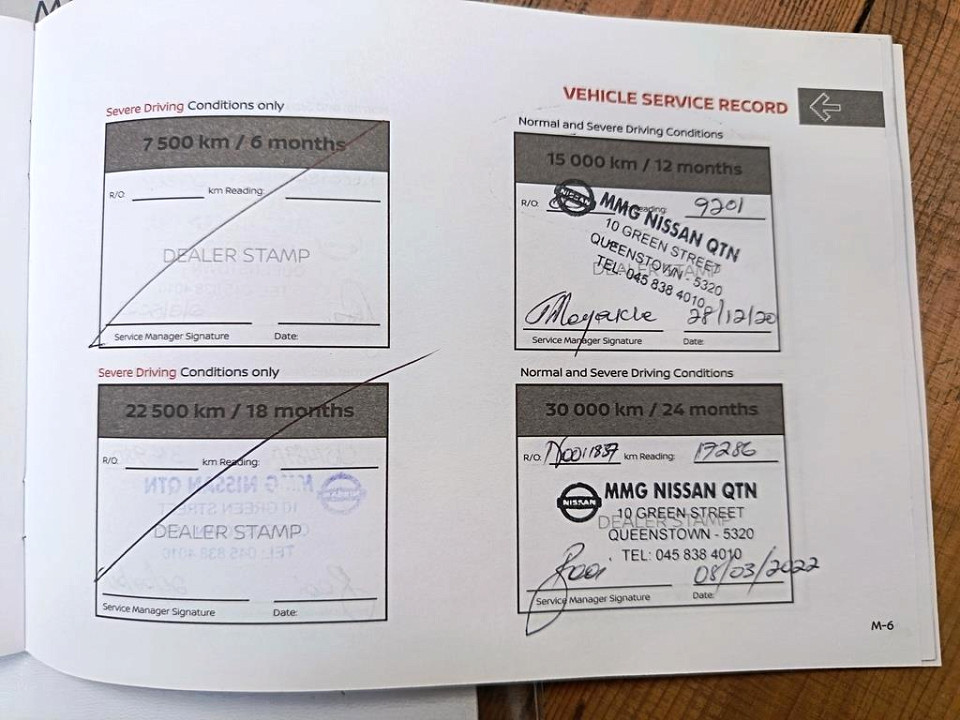 VEHICLE SERVICE RECORD
Severe Driving Conditions only
7 500 km / 6 months
R/O: km Reading:
DEALER STAMP
Service Manager Signature Date:
Normal and Severe Driving Conditions
15 000 km / 12 months
R/O: 9201
NISSAN MMG NISSAN QTN
10 GREEN STREET
QUEENSTOWN - 5320
DEALER STAMP
TEL: 045 838 4010
28/12/20
Service Manager Signature Date:
Severe Driving Conditions only
22 500 km / 18 months
R/O: km Reading:
DEALER STAMP
Service Manager Signature Date:
Normal and Severe Driving Conditions
30 000 km / 24 months
R/O: km Reading: 17286
NISSAN MMG NISSAN QTN
10 GREEN STREET
DEALER STAMP
QUEENSTOWN - 5320
TEL: 045 838 4010
08/03/2022
Service Manager Signature Date:
M-6